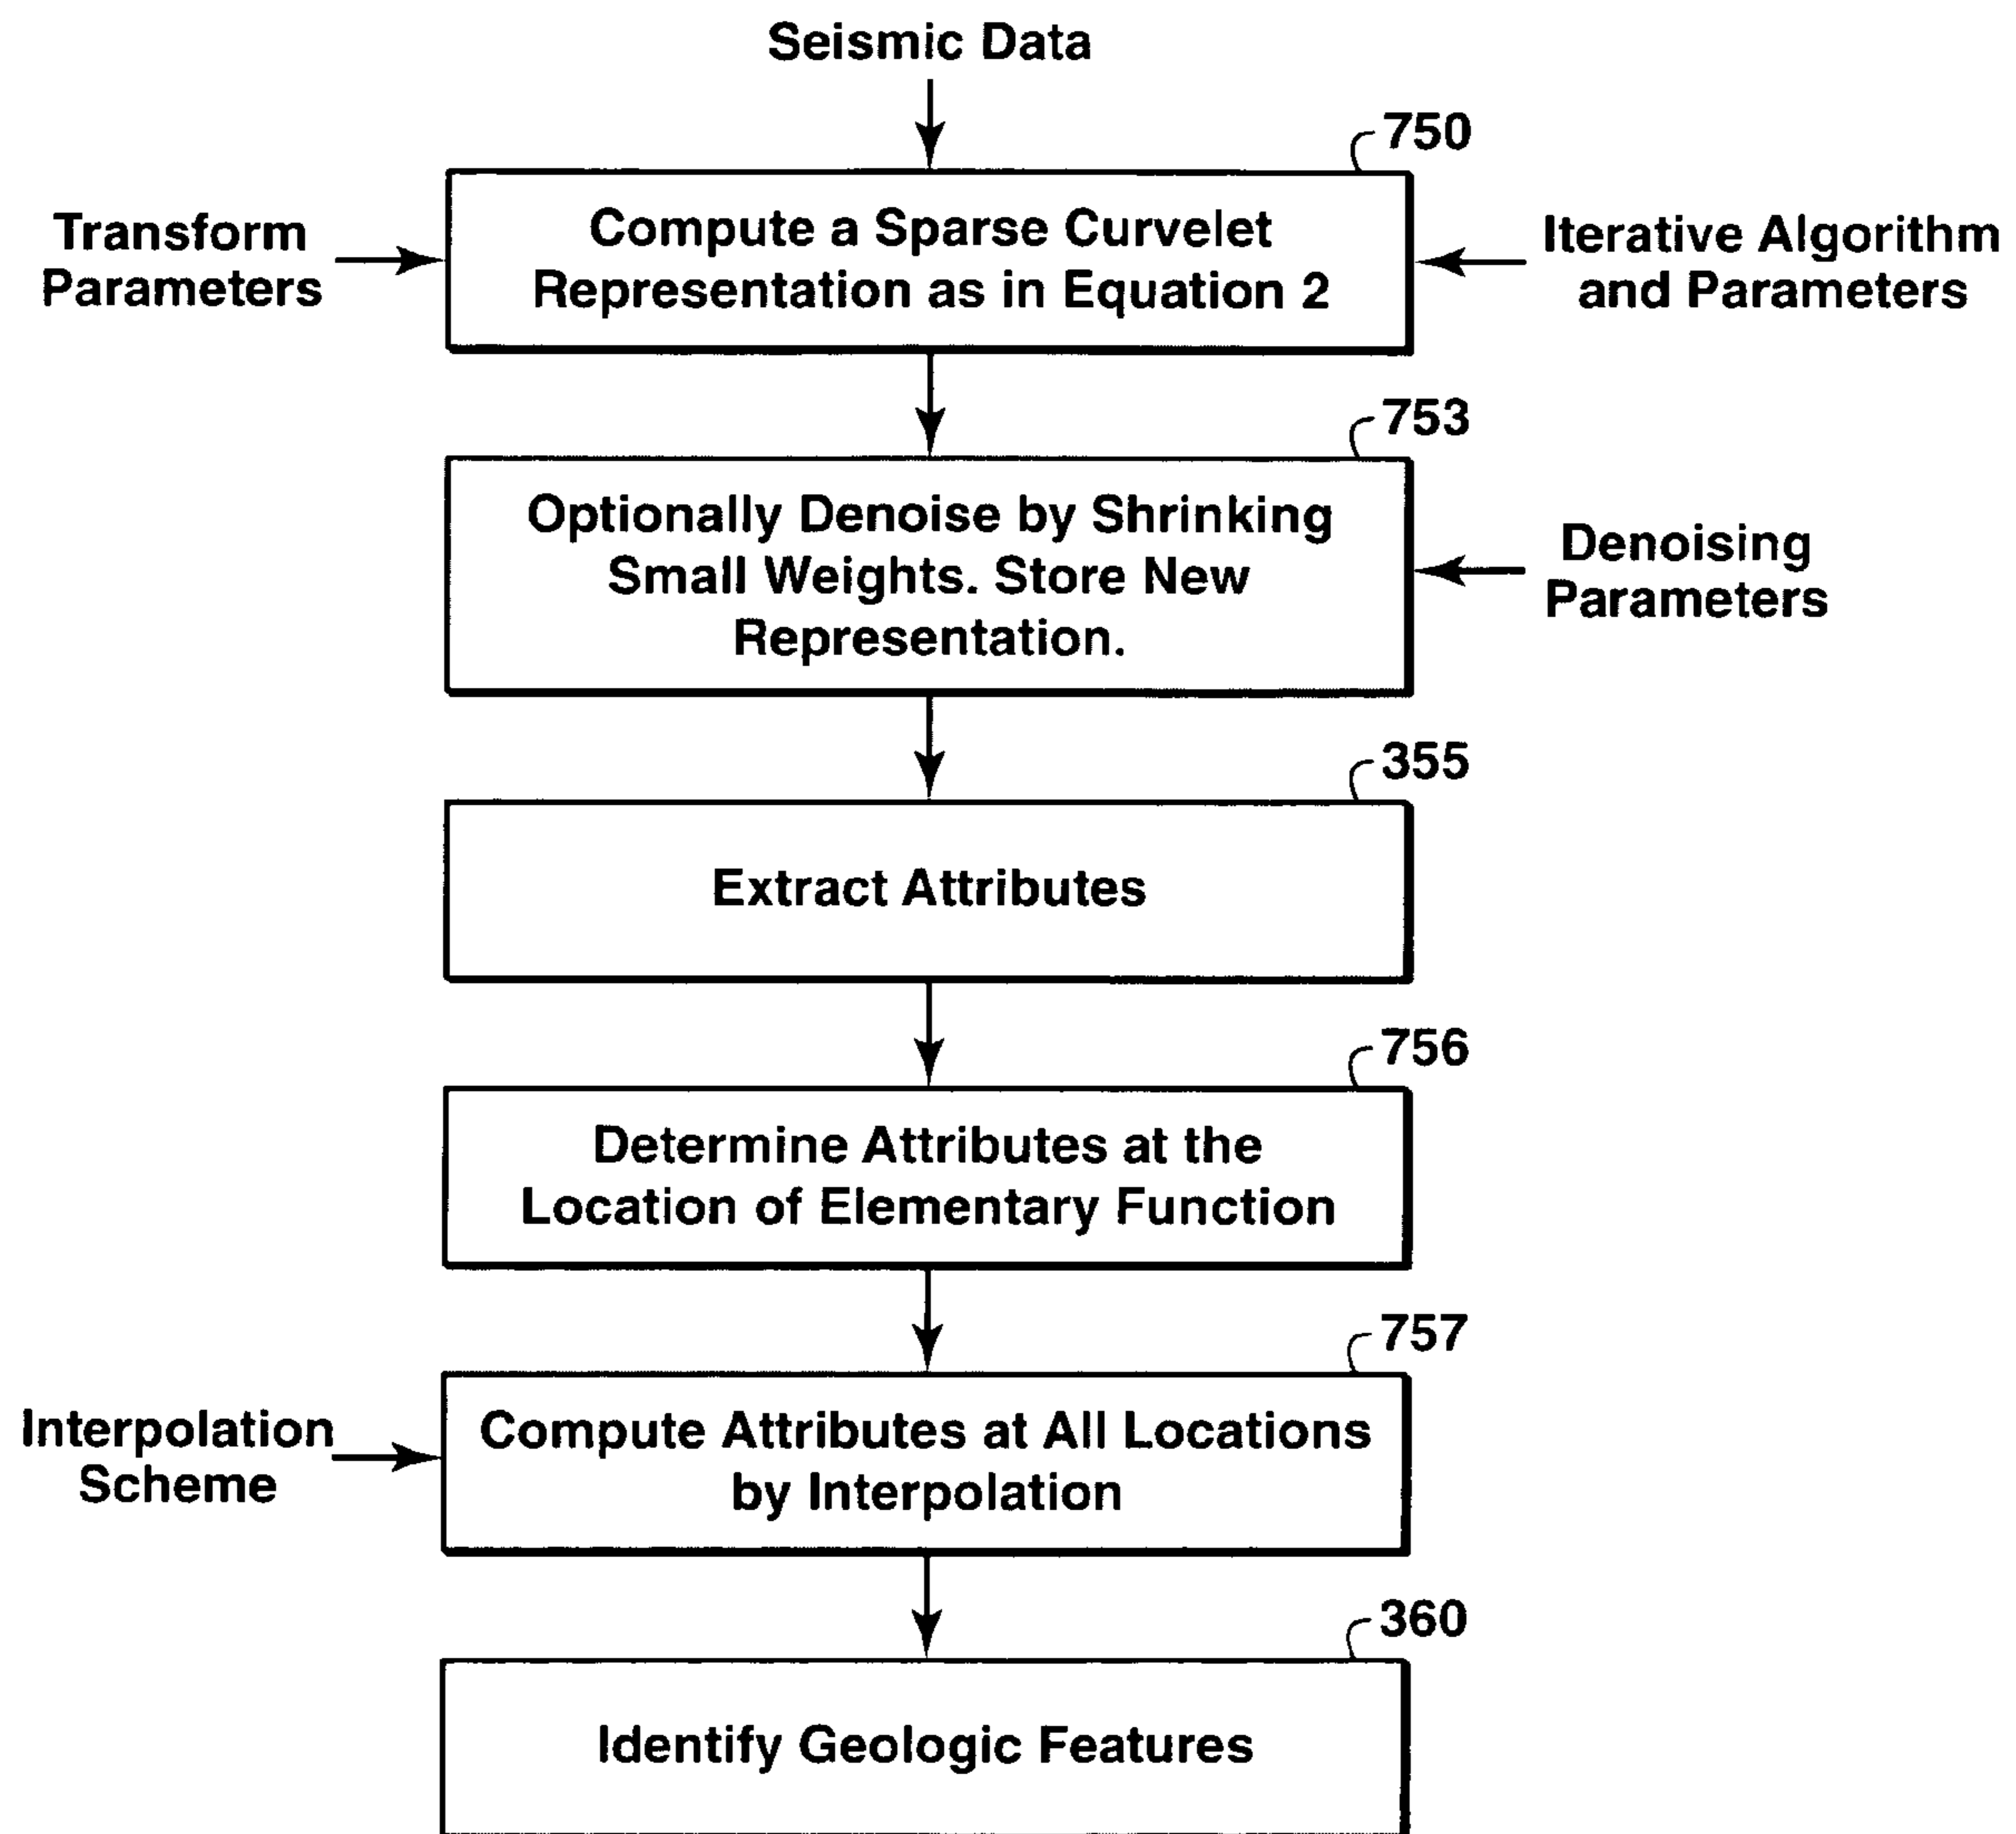 Seismic Data
750
Transform
Parameters
Compute a Sparse Curvelet
Representation as in Equation 2
Iterative Algorithm
and Parameters
753
Optionally Denoise by Shrinking
Small Weights. Store New
Representation.
Denoising
Parameters
355
Extract Attributes
756
Determine Attributes at the
Location of Elementary Function
757
Interpolation
Scheme
Compute Attributes at All Locations
by Interpolation
360
Identify Geologic Features